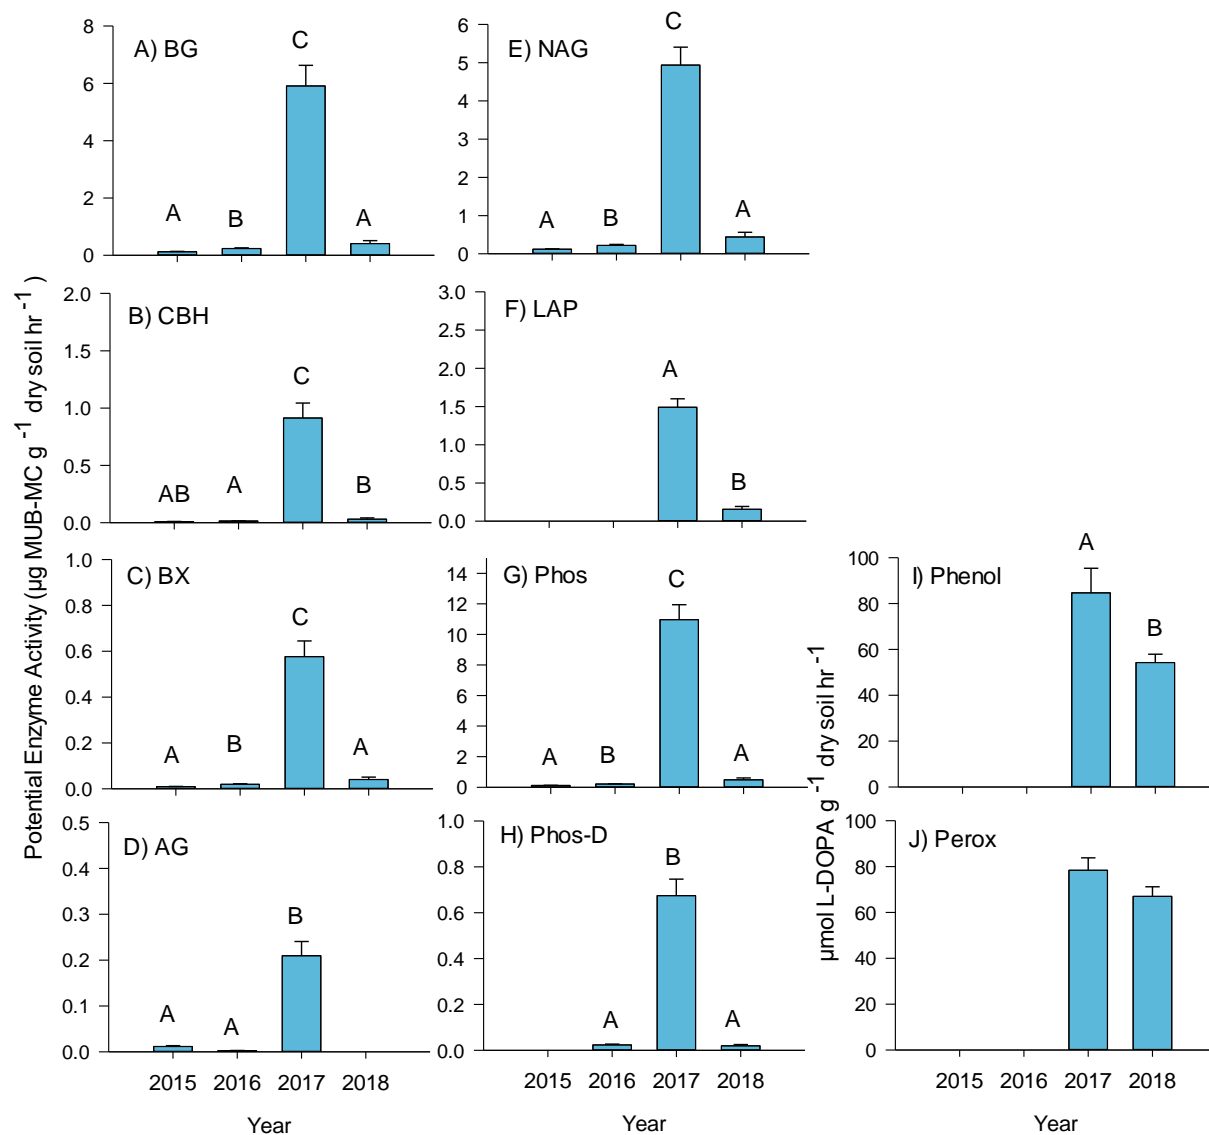 A) BG
8
6
4
2
0
A
B
C
A
E) NAG
6
5
4
3
2
1
0
A
B
C
A
Potential Enzyme Activity (µg MUB-MC g -1 dry soil hr -1 )
B) CBH
2.0
1.5
1.0
0.5
0.0
AB
A
C
B
F) LAP
3.0
2.5
2.0
1.5
1.0
0.5
0.0
A
B
C) BX
1.0
0.8
0.6
0.4
0.2
0.0
A
B
C
A
G) Phos
14
12
10
8
6
4
2
0
A
B
C
A
µmol L-DOPA g -1 dry soil hr -1
I) Phenol
100
80
60
40
20
0
A
B
D) AG
0.5
0.4
0.3
0.2
0.1
0.0
A
A
B
2015 2016 2017 2018
Year
H) Phos-D
1.0
0.8
0.6
0.4
0.2
0.0
A
B
A
2015 2016 2017 2018
Year
J) Perox
100
80
60
40
20
0
2015 2016 2017 2018
Year